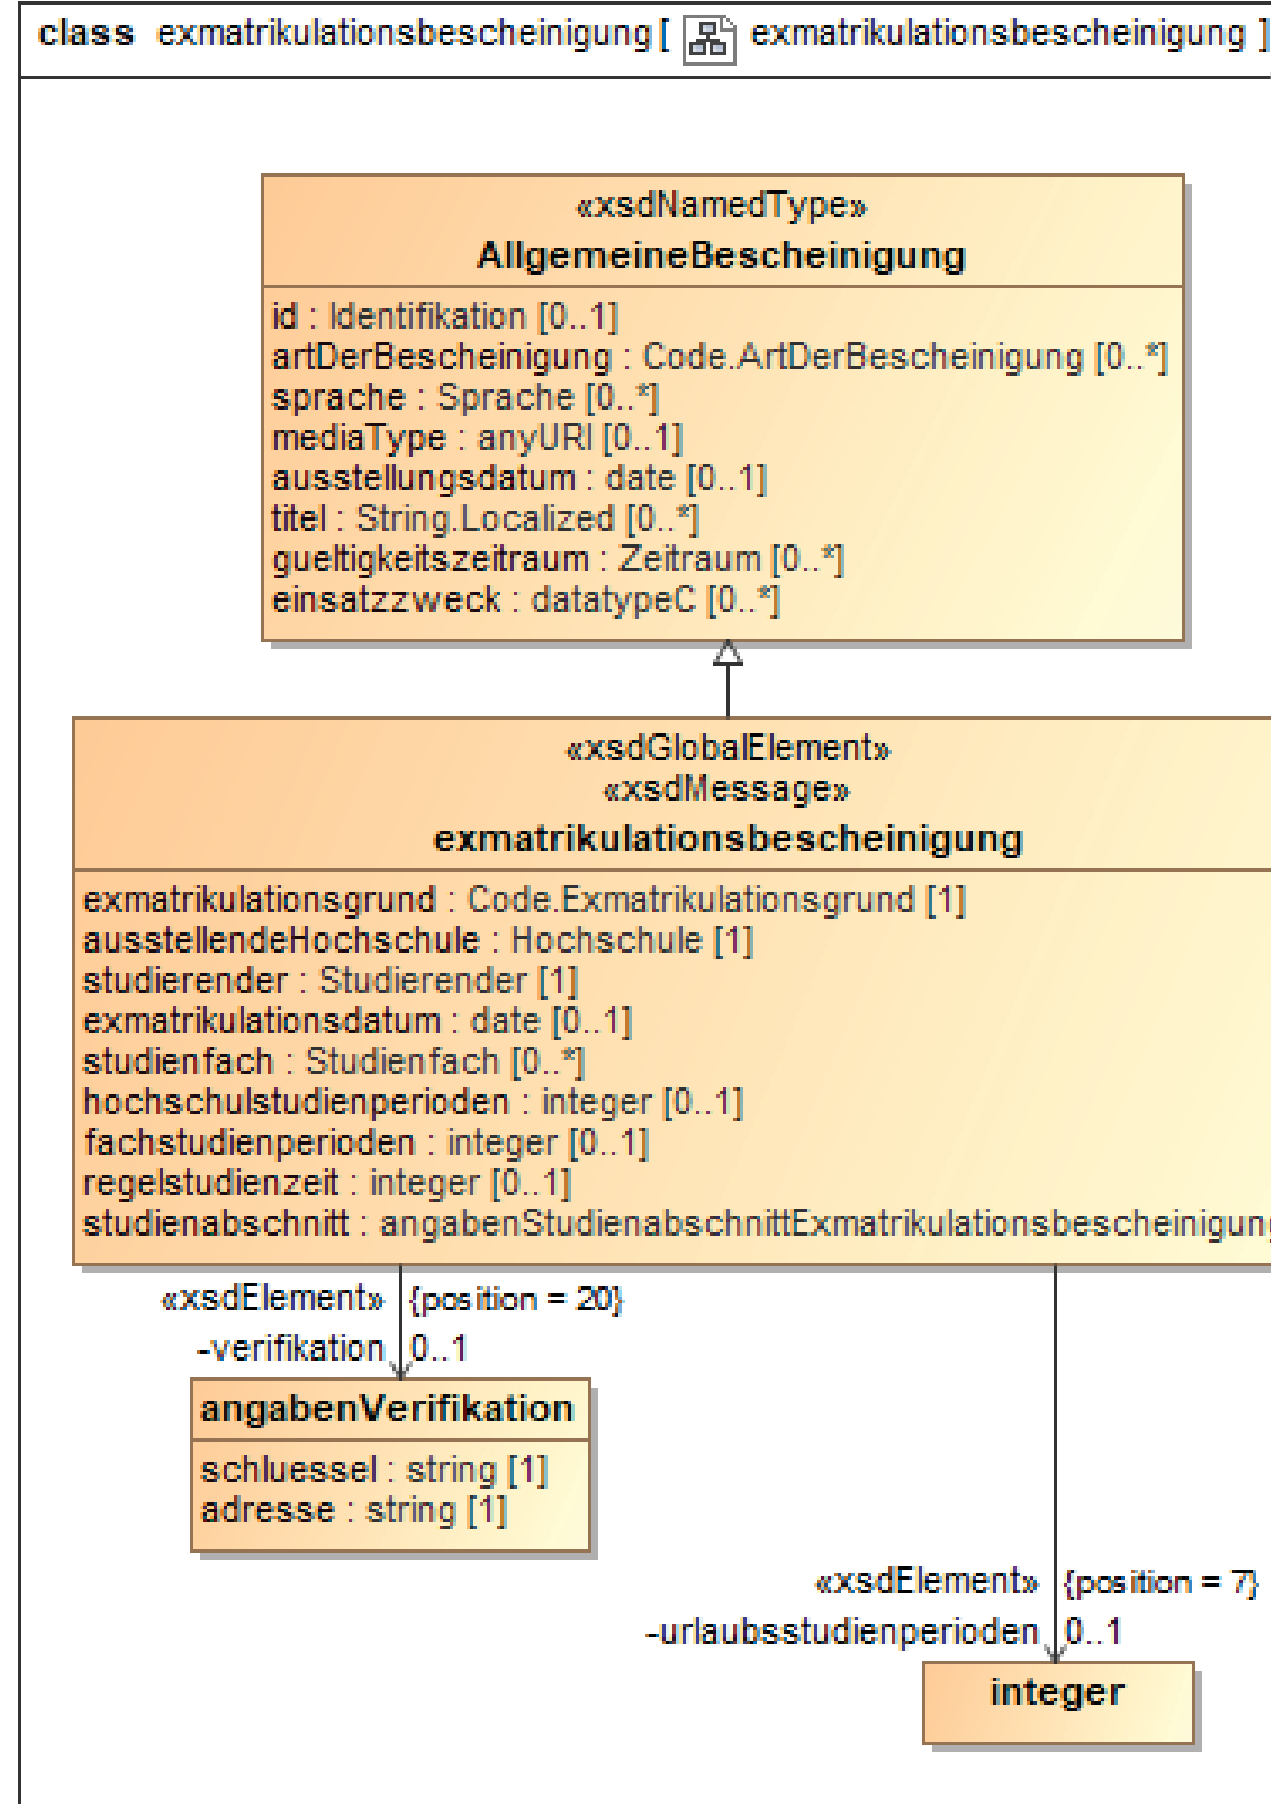 class exmatrikulationsbescheinigung [ exmatrikulationsbescheinigung ]
«xsdNamedType»
AllgemeineBescheinigung
id : Identifikation [0..1]
artDerBescheinigung : Code.ArtDerBescheinigung [0..*]
sprache : Sprache [0..*]
mediaType : anyURI [0..1]
ausstellungsdatum : date [0..1]
titel : String.Localized [0..*]
gueltigkeitszeitraum : Zeitraum [0..*]
einsatzzweck : datatypeC [0..*]
«xsdGlobalElement»
«xsdMessage»
exmatrikulationsbescheinigung
exmatrikulationsgrund : Code.Exmatrikulationsgrund [1]
ausstellendeHochschule : Hochschule [1]
studierender : Studierender [1]
exmatrikulationsdatum : date [0..1]
studienfach : Studienfach [0..*]
hochschulstudienperioden : integer [0..1]
fachstudienperioden : integer [0..1]
regelstudienzeit : integer [0..1]
studienabschnitt :
«xsdElement» {position = 20}
-verifikation 0..1
angabenVerifikation
schluessel : string [1]
adresse : string [1]
«xsdElement» {position = 7}
-urlaubsstudienperioden 0..1
integer